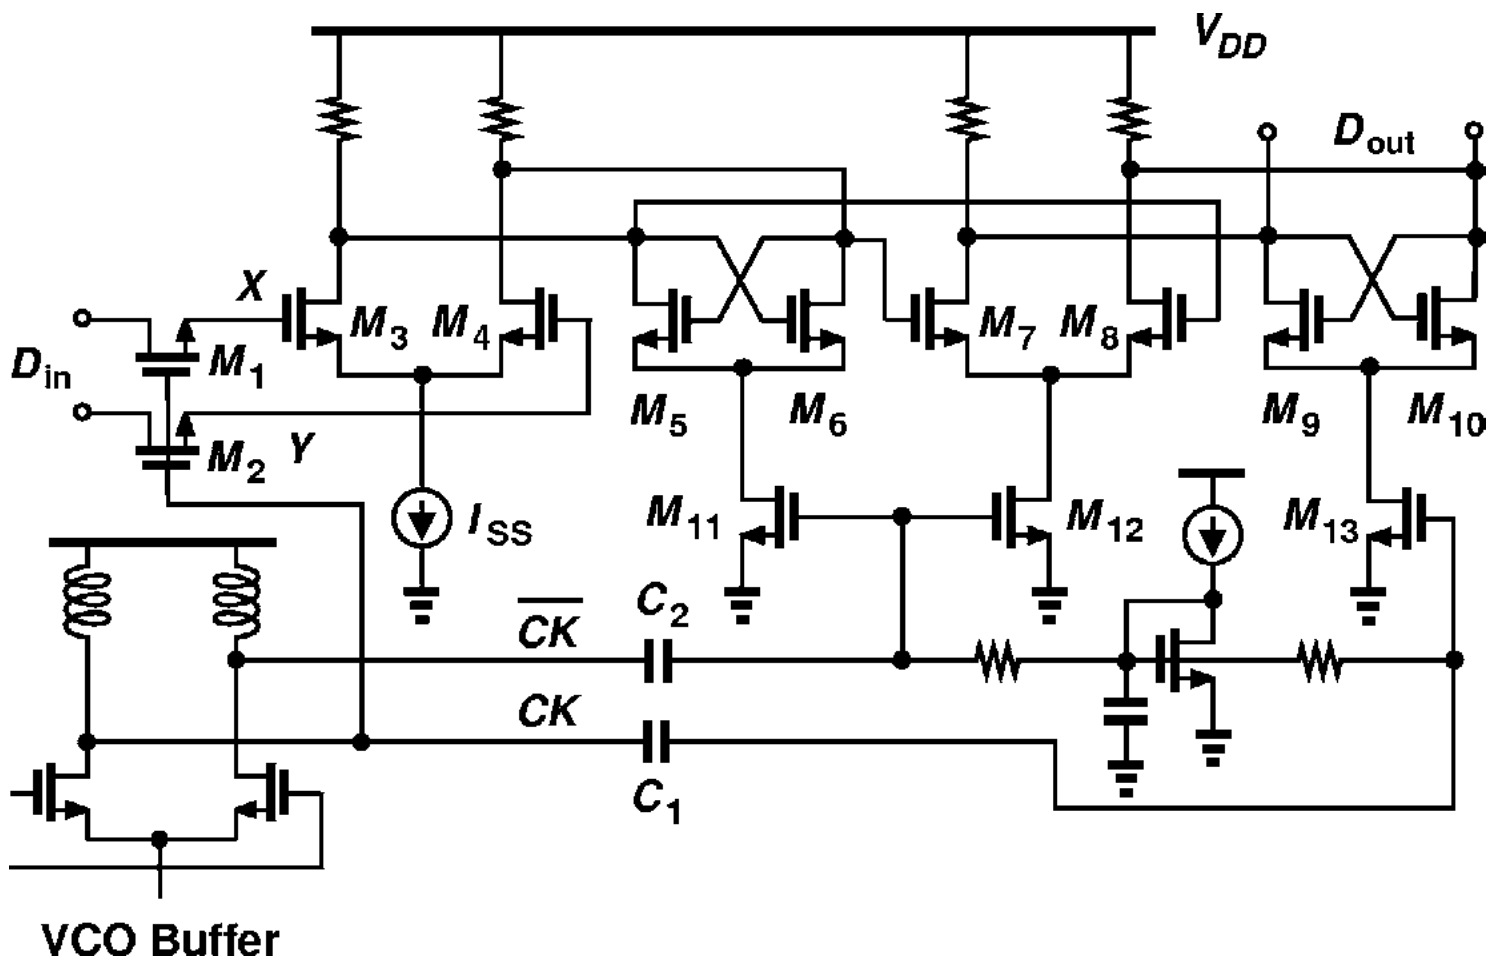 V_DD
D_out
X
M_3
M_4
M_7
M_8
D_in
M_1
M_5
M_6
M_9
M_10
M_2
Y
I_SS
M_11
M_12
M_13
C̅K̅
C_2
CK
C_1
VCO Buffer